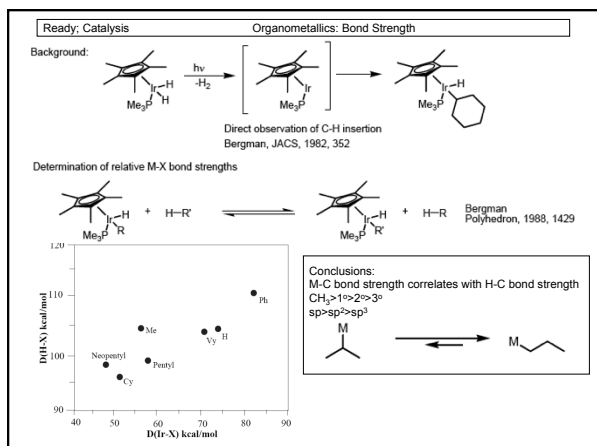 Ready; Catalysis Organometallics: Bond Strength
Background:
Ir H
H
Me3P
hν
-H2
Ir
Me3P
Ir H
Me3P
Direct observation of C-H insertion
Bergman, JACS, 1982, 352
Determination of relative M-X bond strengths
Ir H
R
Me3P
+ H-R'
Ir H
R'
Me3P
+ H-R
Bergman
Polyhedron, 1988, 1429
120
110
100
90
D(H-X) kcal/mol
Ph
Me
Vy
H
Neopentyl
Pentyl
Cy
40 50 60 70 80 90
D(Ir-X) kcal/mol
Conclusions:
M-C bond strength correlates with H-C bond strength
CH3>1º>2º>3º
sp>sp2>sp3
M
M